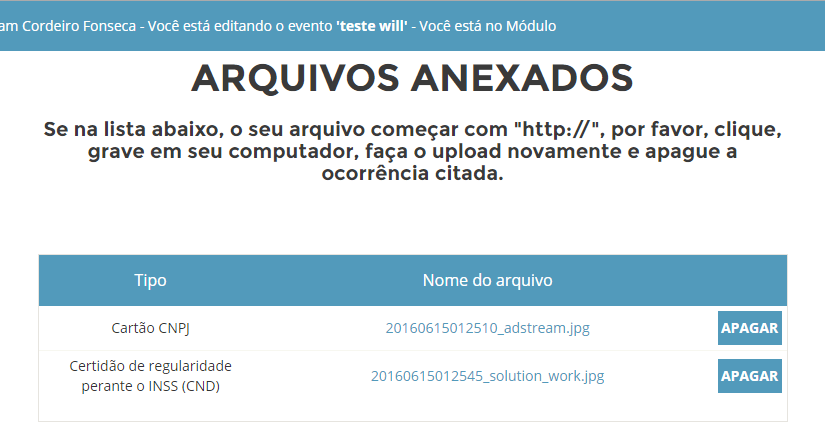 am Cordeiro Fonseca - Você está editando o evento 'teste will' - Você está no Módulo
ARQUIVOS ANEXADOS
Se na lista abaixo, o seu arquivo começar com "http://", por favor, clique,
grave em seu computador, faça o upload novamente e apague a
ocorrência citada.
Tipo Nome do arquivo
Cartão CNPJ 20160615012510_adstream.jpg APAGAR
Certidão de regularidade
perante o INSS (CND) 20160615012545_solution_work.jpg APAGAR